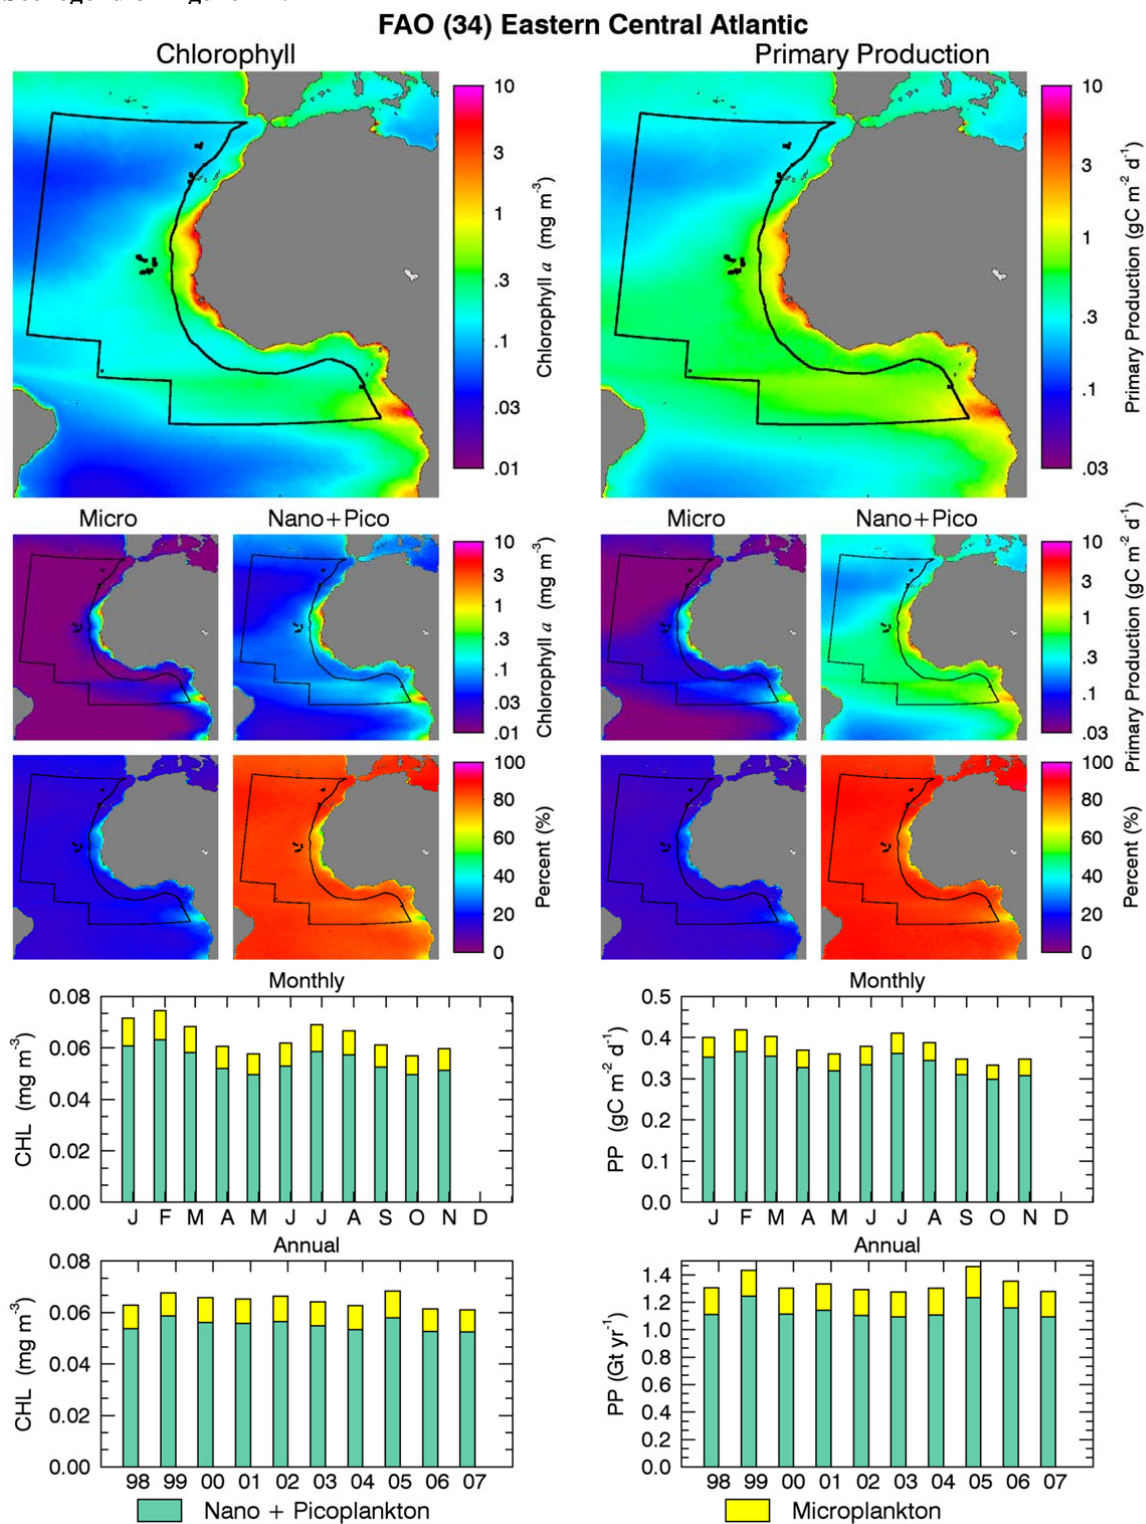 FAO (34) Eastern Central Atlantic
Chlorophyll
Primary Production
10
3
1
.3
.1
.03
.01
Chlorophyll a (mg m-3)
10
3
1
.3
.1
.03
Primary Production (gC m-2 d-1)
Micro
Nano+Pico
10
3
1
.3
.1
.03
.01
Chlorophyll a (mg m-3)
Micro
Nano+Pico
10
3
1
.3
.1
.03
Primary Production (gC m-2 d-1)
100
80
60
40
20
0
Percent (%)
100
80
60
40
20
0
Percent (%)
Monthly
0.08
0.06
0.04
0.02
0.00
CHL (mg m-3)
J F M A M J J A S O N D
Monthly
0.5
0.4
0.3
0.2
0.1
0.0
PP (gC m-2 d-1)
J F M A M J J A S O N D
Annual
0.08
0.06
0.04
0.02
0.00
CHL (mg m-3)
98 99 00 01 02 03 04 05 06 07
Annual
1.4
1.2
1.0
0.8
0.6
0.4
0.2
0.0
PP (Gt yr-1)
98 99 00 01 02 03 04 05 06 07
Nano + Picoplankton
Microplankton